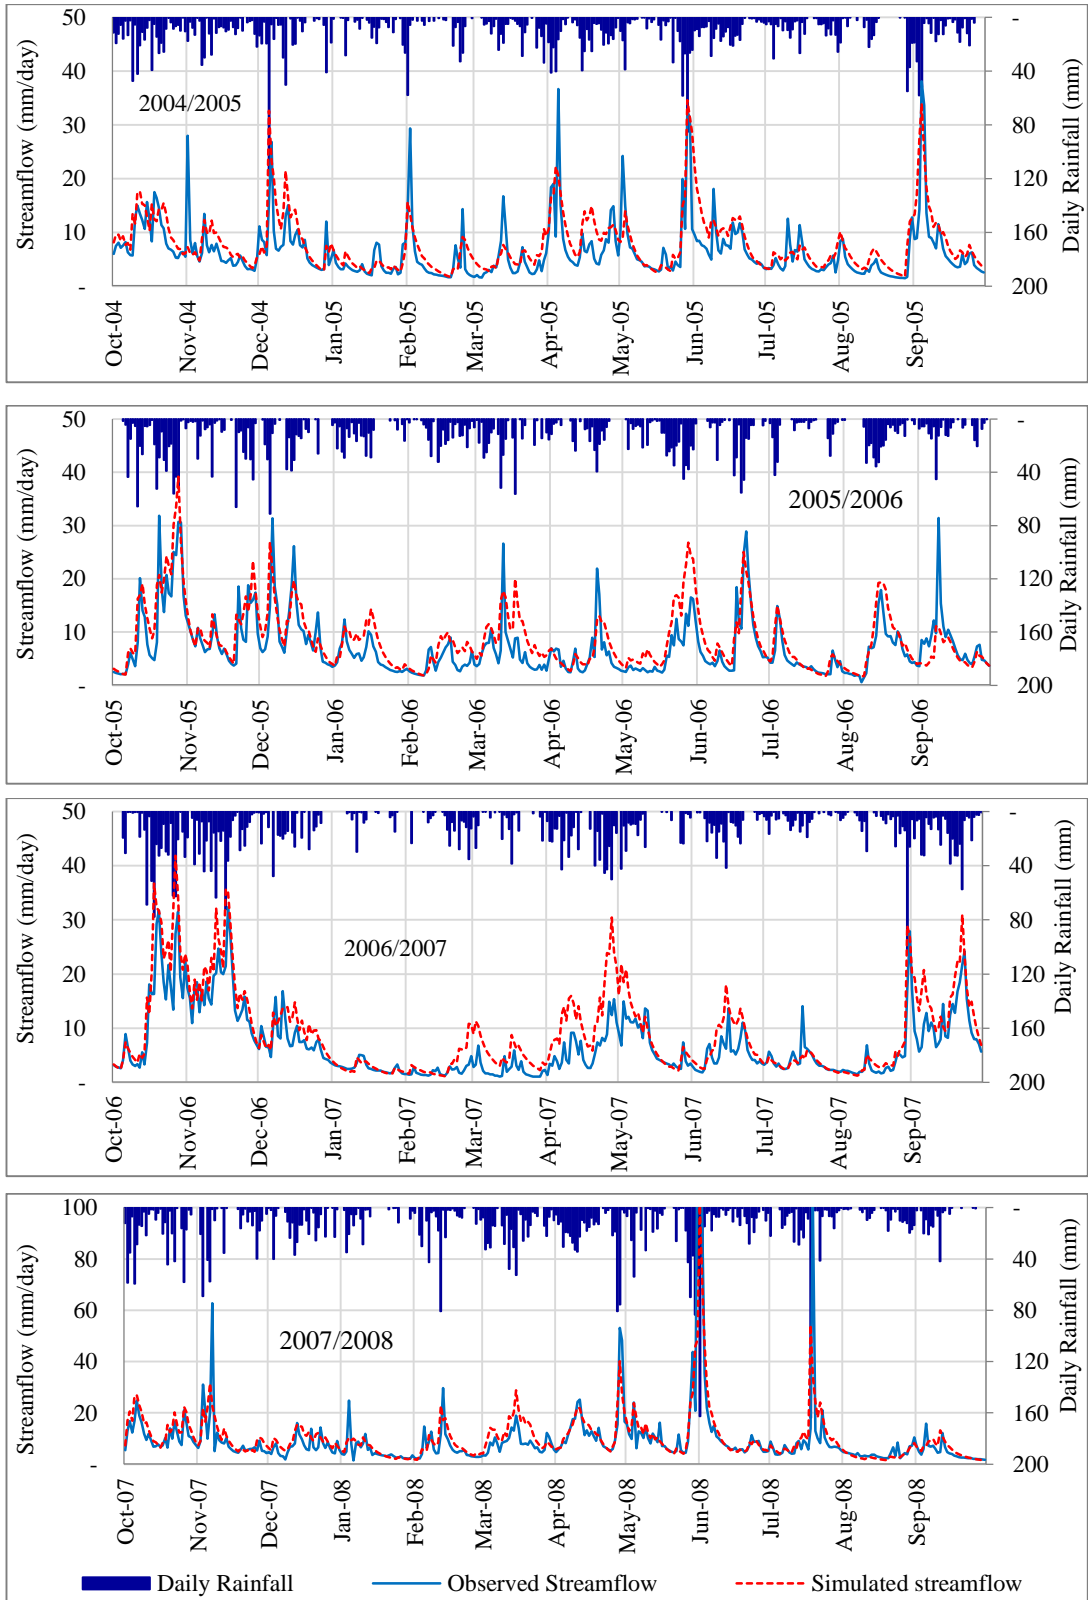 50
40
30
20
10
-
Streamflow (mm/day)
2004/2005
-
40
80
120
160
200
Daily Rainfall (mm)
Oct-04
Nov-04
Dec-04
Jan-05
Feb-05
Mar-05
Apr-05
May-05
Jun-05
Jul-05
Aug-05
Sep-05
50
40
30
20
10
-
Streamflow (mm/day)
2005/2006
-
40
80
120
160
200
Daily Rainfall (mm)
Oct-05
Nov-05
Dec-05
Jan-06
Feb-06
Mar-06
Apr-06
May-06
Jun-06
Jul-06
Aug-06
Sep-06
50
40
30
20
10
-
Streamflow (mm/day)
2006/2007
-
40
80
120
160
200
Daily Rainfall (mm)
Oct-06
Nov-06
Dec-06
Jan-07
Feb-07
Mar-07
Apr-07
May-07
Jun-07
Jul-07
Aug-07
Sep-07
100
80
60
40
20
-
Streamflow (mm/day)
2007/2008
-
40
80
120
160
200
Daily Rainfall (mm)
Oct-07
Nov-07
Dec-07
Jan-08
Feb-08
Mar-08
Apr-08
May-08
Jun-08
Jul-08
Aug-08
Sep-08
Daily Rainfall
Observed Streamflow
Simulated streamflow